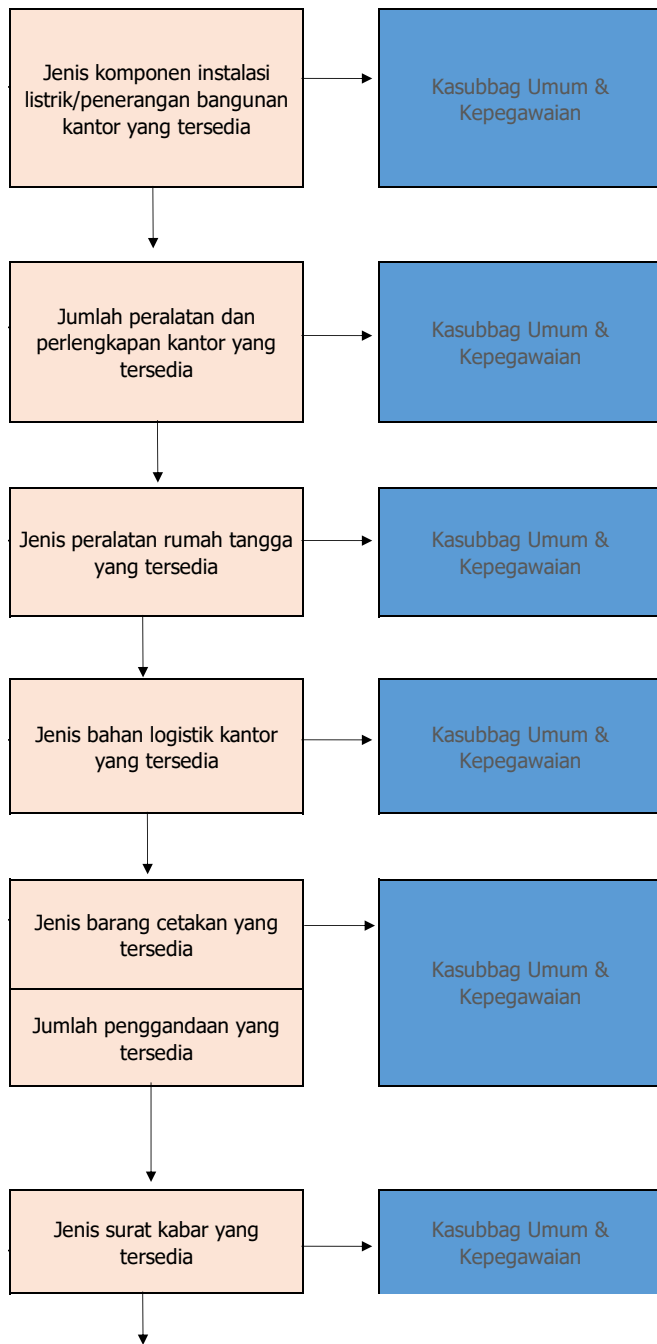 Jenis komponen instalasi
listrik/penerangan bangunan
kantor yang tersedia
Kasubbag Umum &
Kepegawaian
Jumlah peralatan dan
perlengkapan kantor yang
tersedia
Kasubbag Umum &
Kepegawaian
Jenis peralatan rumah tangga
yang tersedia
Kasubbag Umum &
Kepegawaian
Jenis bahan logistik kantor
yang tersedia
Kasubbag Umum &
Kepegawaian
Jenis barang cetakan yang
tersedia
Jumlah penggandaan yang
tersedia
Kasubbag Umum &
Kepegawaian
Jenis surat kabar yang
tersedia
Kasubbag Umum &
Kepegawaian